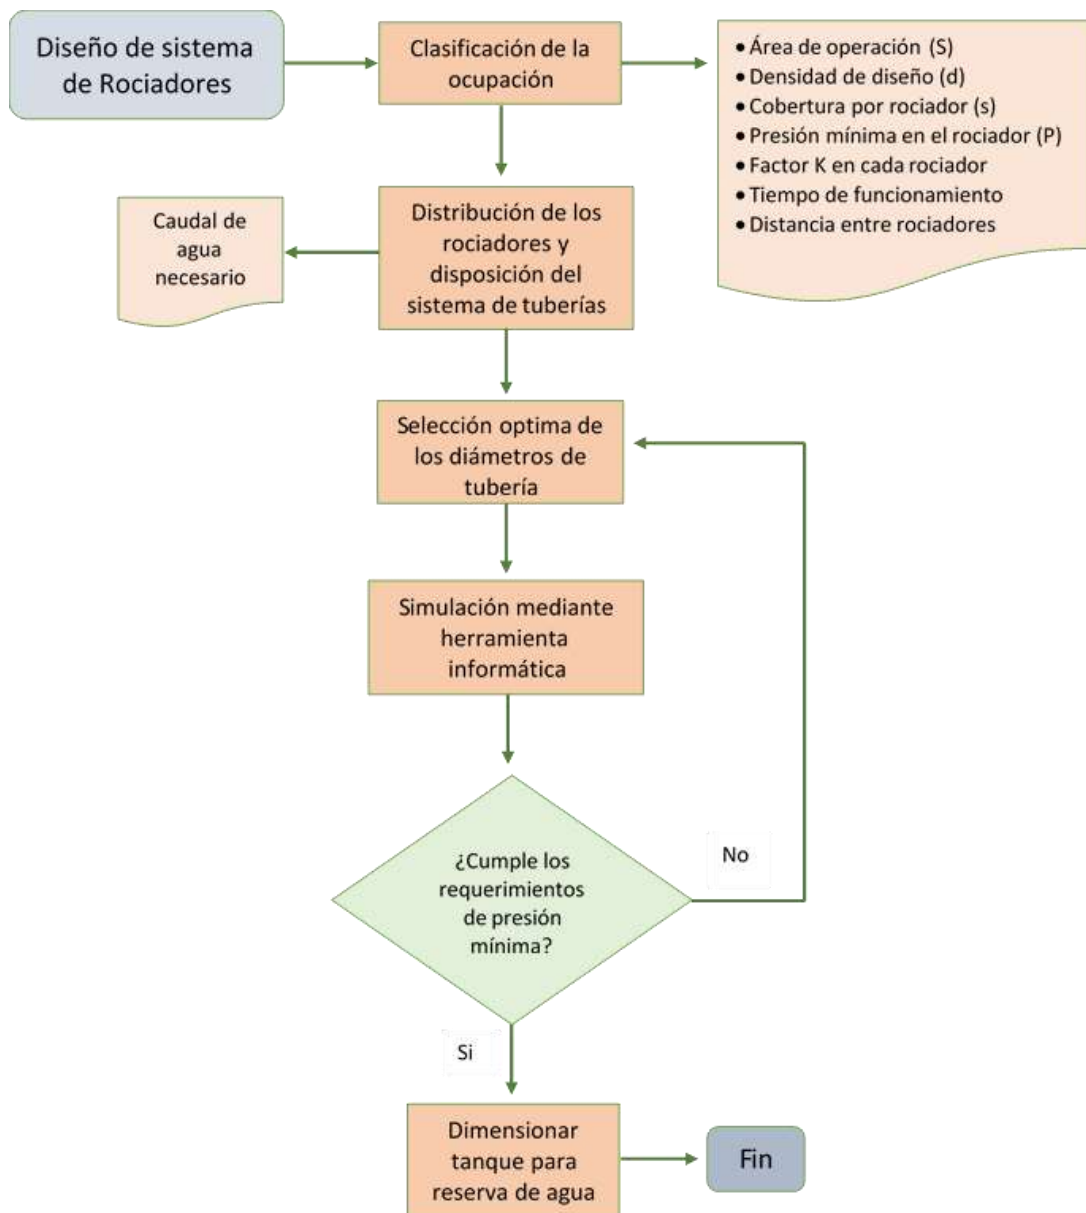 Diseño de sistema
de Rociadores
Clasificación de la
ocupación
• Área de operación (S)
• Densidad de diseño (d)
• Cobertura por rociador (s)
• Presión mínima en el rociador (P)
• Factor K en cada rociador
• Tiempo de funcionamiento
• Distancia entre rociadores
Caudal de
agua
necesario
Distribución de los
rociadores y
disposición del
sistema de tuberías
Selección optima de
los diámetros de
tubería
Simulación mediante
herramienta
informática
¿Cumple los
requerimientos
de presión
mínima?
No
Si
Dimensionar
tanque para
reserva de agua
Fin